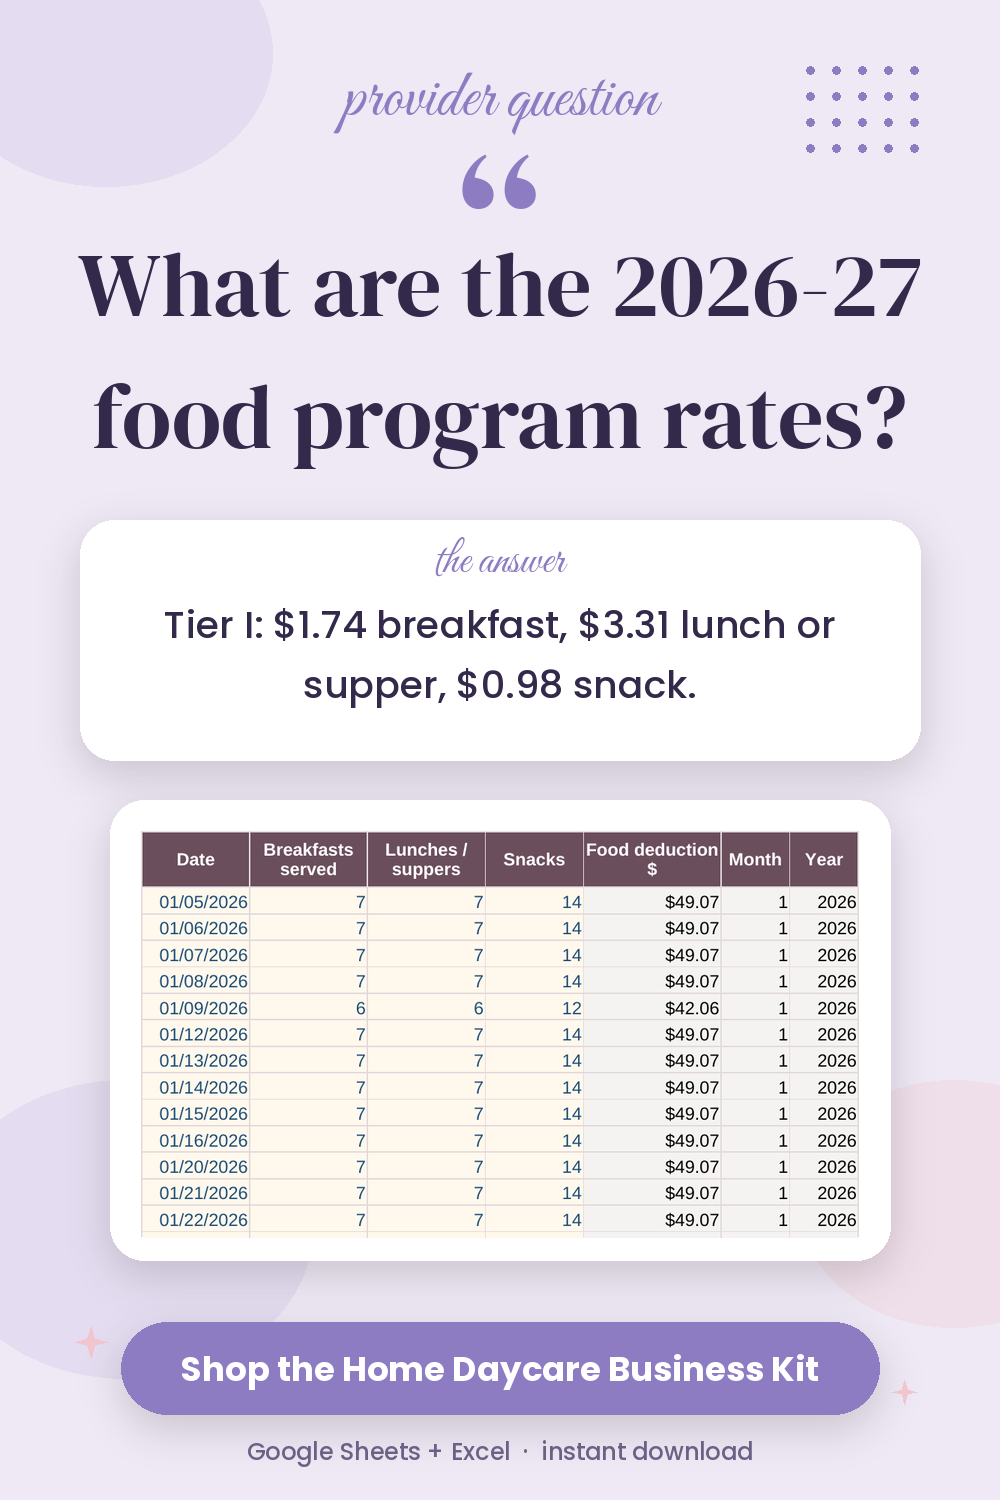 provider question
“
What are the 2026-27
food program rates?
the answer
Tier I: $1.74 breakfast, $3.31 lunch or
supper, $0.98 snack.
Date Breakfasts served Lunches / suppers Snacks Food deduction $ Month Year
01/05/2026 7 7 14 $49.07 1 2026
01/06/2026 7 7 14 $49.07 1 2026
01/07/2026 7 7 14 $49.07 1 2026
01/08/2026 7 7 14 $49.07 1 2026
01/09/2026 6 6 12 $42.06 1 2026
01/12/2026 7 7 14 $49.07 1 2026
01/13/2026 7 7 14 $49.07 1 2026
01/14/2026 7 7 14 $49.07 1 2026
01/15/2026 7 7 14 $49.07 1 2026
01/16/2026 7 7 14 $49.07 1 2026
01/20/2026 7 7 14 $49.07 1 2026
01/21/2026 7 7 14 $49.07 1 2026
01/22/2026 7 7 14 $49.07 1 2026
Shop the Home Daycare Business Kit
Google Sheets + Excel · instant download